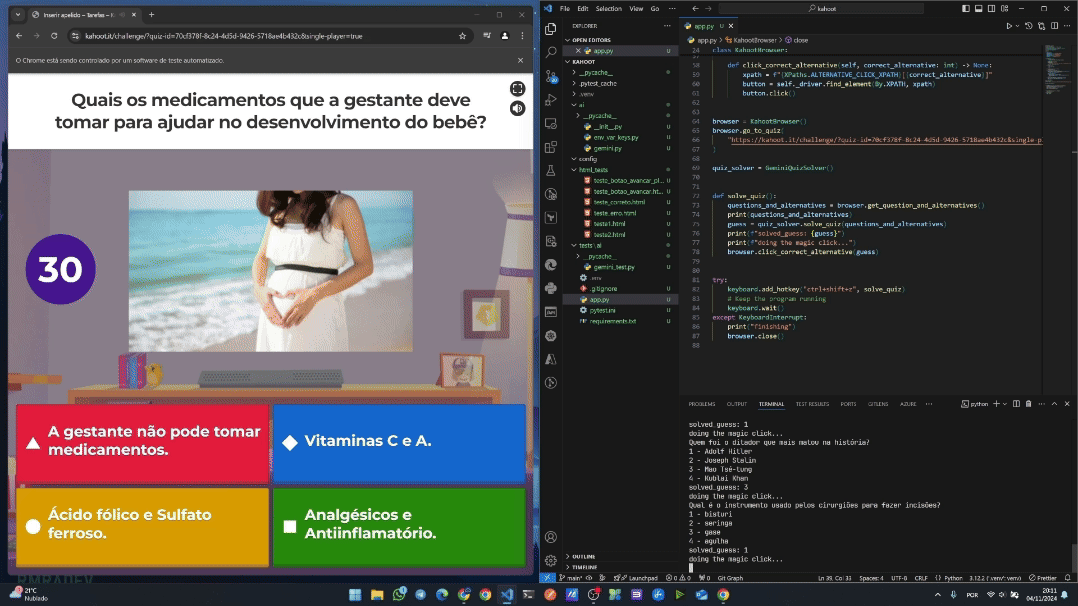 Inserir apelido – Tarefas – K
kahoot.it/challenge/?quiz-id=70cf378f-8c24-4d5d-9426-5718ae4b432c&single-player=true
O Chrome está sendo controlado por um software de teste automatizado.
Quais os medicamentos que a gestante deve
tomar para ajudar no desenvolvimento do bebê?
30
A gestante não pode tomar
medicamentos.
Vitaminas C e A.
Ácido fólico e Sulfato
ferroso.
Analgésicos e
Antiinflamatório.
21°C
Nublado
File Edit Selection View Go ···
kahoot
EXPLORER
OPEN EDITORS
app.py U
KAHOOT
__pycache__
.pytest_cache
.venv
ai
__pycache__
__init__.py U
env_var_keys.py U
gemini.py U
config
html_tests
teste_botao_avancar_pl... U
teste_botao_avancar.ht... U
teste_correto.html U
teste_erro.html U
teste1.html U
teste2.html U
tests\ai
__pycache__
gemini_test.py U
.env
.gitignore U
app.py U
pytest.ini U
requirements.txt U
OUTLINE
TIMELINE
app.py U
app.py > KahootBrowser > close
24 class KahootBrowser:
57
58 def click_correct_alternative(self, correct_alternative: int) -> None:
59 xpath = f"{XPaths.ALTERNATIVE_CLICK_XPATH}[{correct_alternative}]"
60 button = self._driver.find_element(By.XPATH, xpath)
61 button.click()
62
63
64 browser = KahootBrowser()
65 browser.go_to_quiz(
66 "https://kahoot.it/challenge/?quiz-id=70cf378f-8c24-4d5d-9426-5718ae4b432c&single-p
67 )
68
69 quiz_solver = GeminiQuizSolver()
70
71
72 def solve_quiz():
73 questions_and_alternatives = browser.get_question_and_alternatives()
74 print(questions_and_alternatives)
75 guess = quiz_solver.solve_quiz(questions_and_alternatives)
76 print(f"solved_guess: {guess}")
77 print(f"doing the magic click...")
78 browser.click_correct_alternative(guess)
79
80
81 try:
82 keyboard.add_hotkey("ctrl+shift+z", solve_quiz)
83 # Keep the program running
84 keyboard.wait()
85 except KeyboardInterrupt:
86 print("finishing")
87 browser.close()
88
PROBLEMS OUTPUT TERMINAL TEST RESULTS PORTS GITLENS AZURE ···
python
solved_guess: 1
doing the magic click...
Quem foi o ditador que mais matou na história?
1 - Adolf Hitler
2 - Joseph Stalin
3 - Mao Tsé-tung
4 - Kublai Khan
solved_guess: 3
doing the magic click...
Qual é o instrumento usado pelos cirurgiões para fazer incisões?
1 - bisturi
2 - seringa
3 - gase
4 - agulha
solved_guess: 1
doing the magic click...
main* Launchpad 0 0 0 Git Graph Ln 39, Col 31 Spaces: 4 UTF-8 CRLF Python 3.12.2 ('.venv': venv) Prettier
POR
20:11
04/11/2024